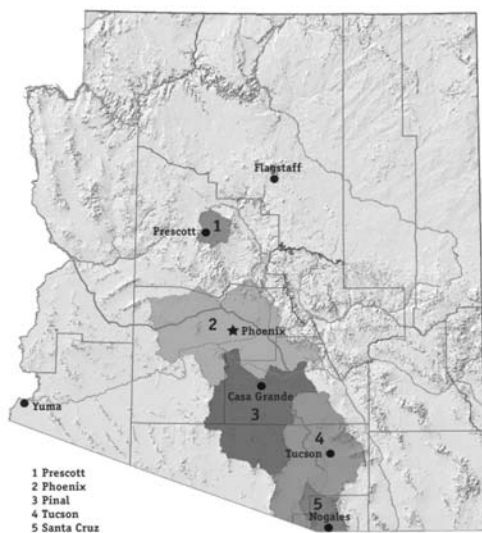 Flagstaff
Prescott
1
2
Phoenix
Casa Grande
3
Yuma
4
Tucson
5
Nogales
1 Prescott
2 Phoenix
3 Pinal
4 Tucson
5 Santa Cruz